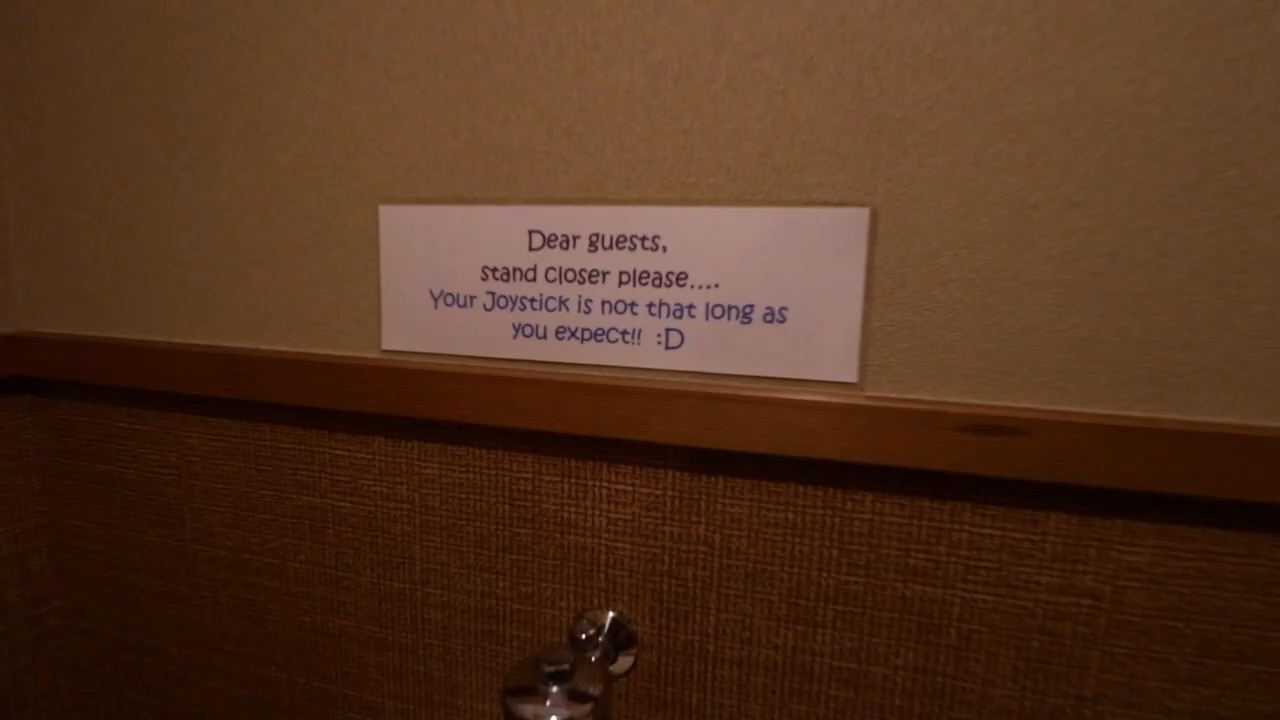 Dear guests,
stand closer please....
Your Joystick is not that long as
you expect!! :D